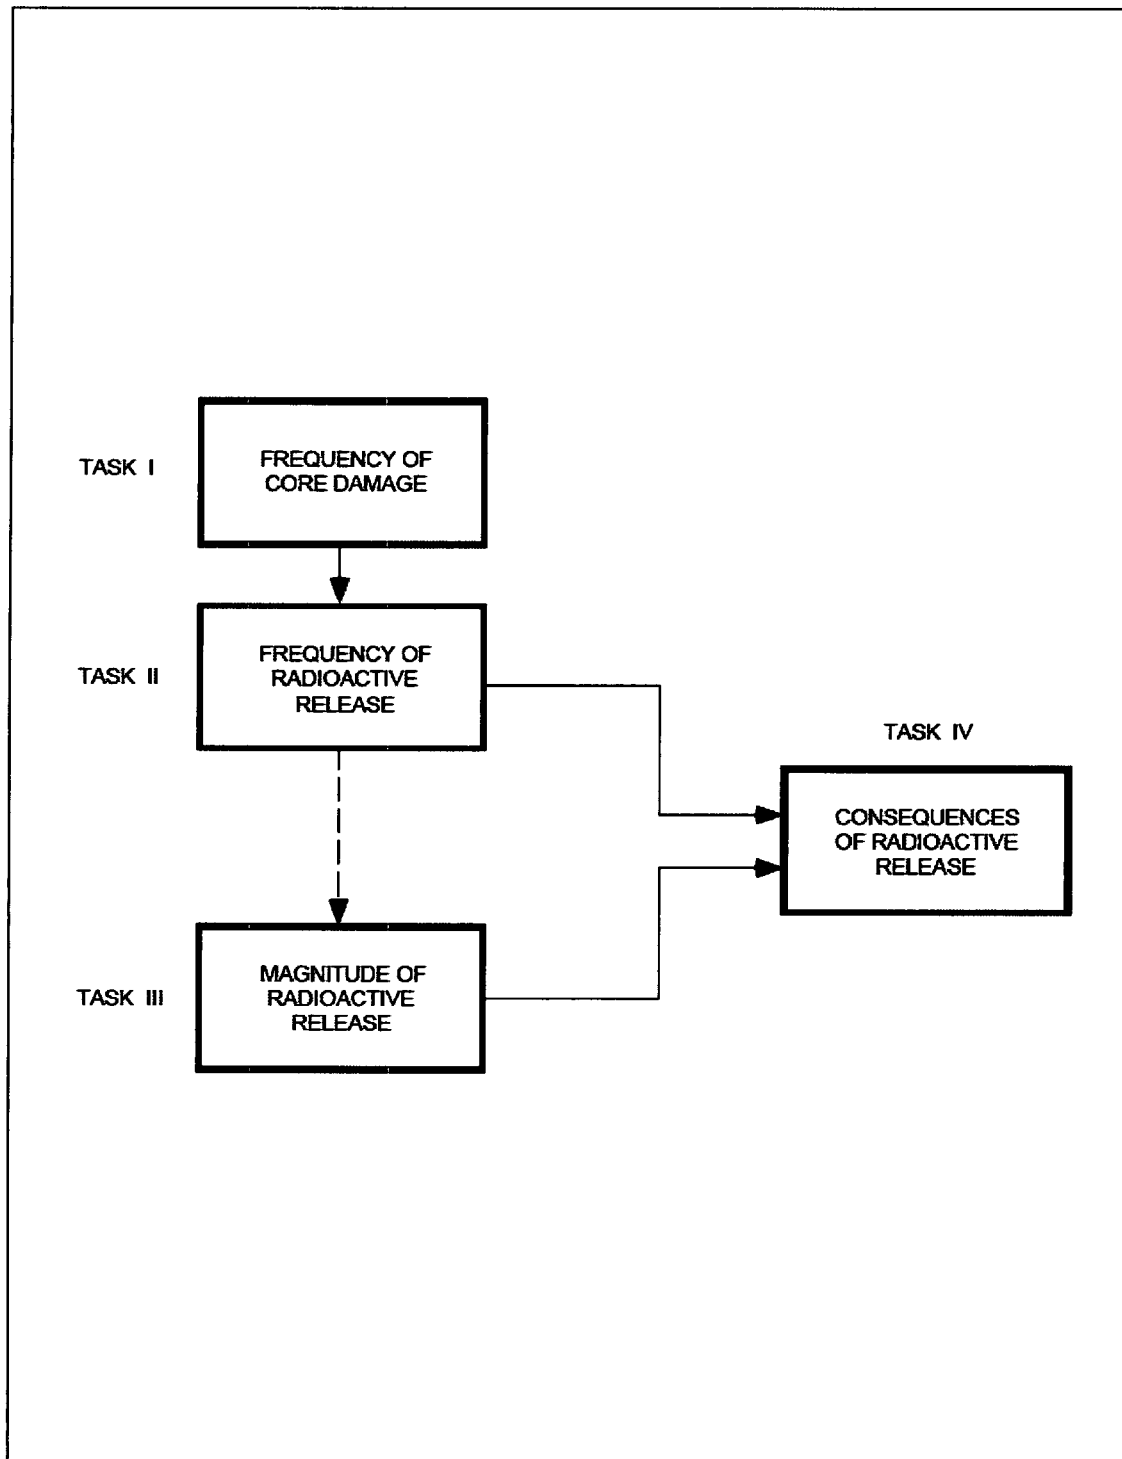 TASK I
FREQUENCY OF
CORE DAMAGE
TASK II
FREQUENCY OF
RADIOACTIVE
RELEASE
TASK IV
CONSEQUENCES
OF RADIOACTIVE
RELEASE
TASK III
MAGNITUDE OF
RADIOACTIVE
RELEASE